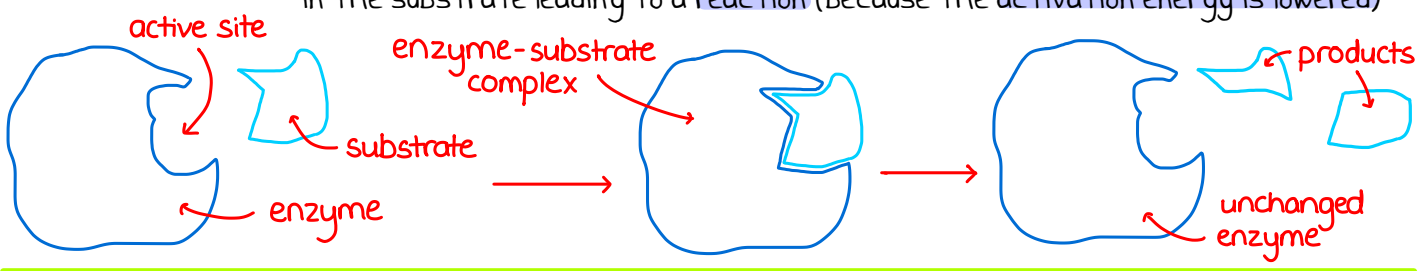 in the substrate leading to a reaction (because the activation energy is lowered)
active site
substrate
enzyme
enzyme-substrate
complex
products
unchanged
enzyme